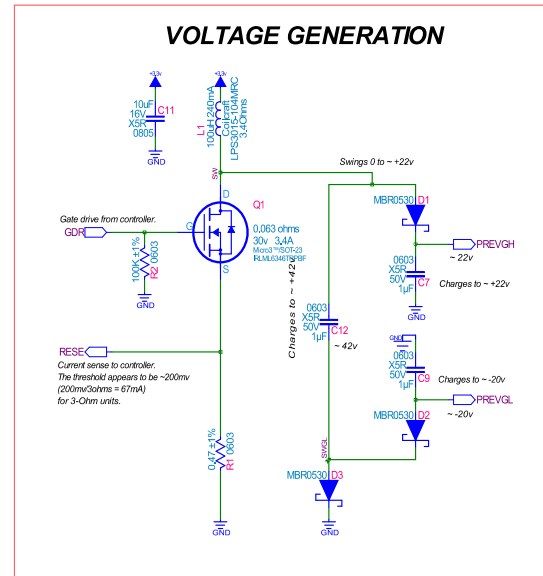 VOLTAGE GENERATION
+3.3v
+3.3v
10uF
16V
X5R
0805
C11
GND
L1
100uH 240mA
Coilcraft
LPS3015-104MRC
3.4Ohms
SW
Swings 0 to ~ +22v
D
Q1
G
S
0.063 ohms
30v 3.4A
Micro3™/SOT-23
IRLML6346TRPBF
Gate drive from controller.
GDR
100K ±1%
R2 0603
GND
MBR0530
D1
PREVGH
~ 22v
0603
X5R
50V
1µF
C7
Charges to ~ +22v
GND
Charges to ~ +42v
0603
X5R
50V
1µF
C12
~ 42v
GND
0603
X5R
50V
1µF
C9
Charges to ~ -20v
PREVGL
~ -20v
MBR0530
D2
RESE
Current sense to controller.
The threshold appears to be ~200mv
(200mv/3ohms = 67mA)
for 3-Ohm units.
0.47 ±1%
R1 0603
GND
SWGL
MBR0530
D3
GND